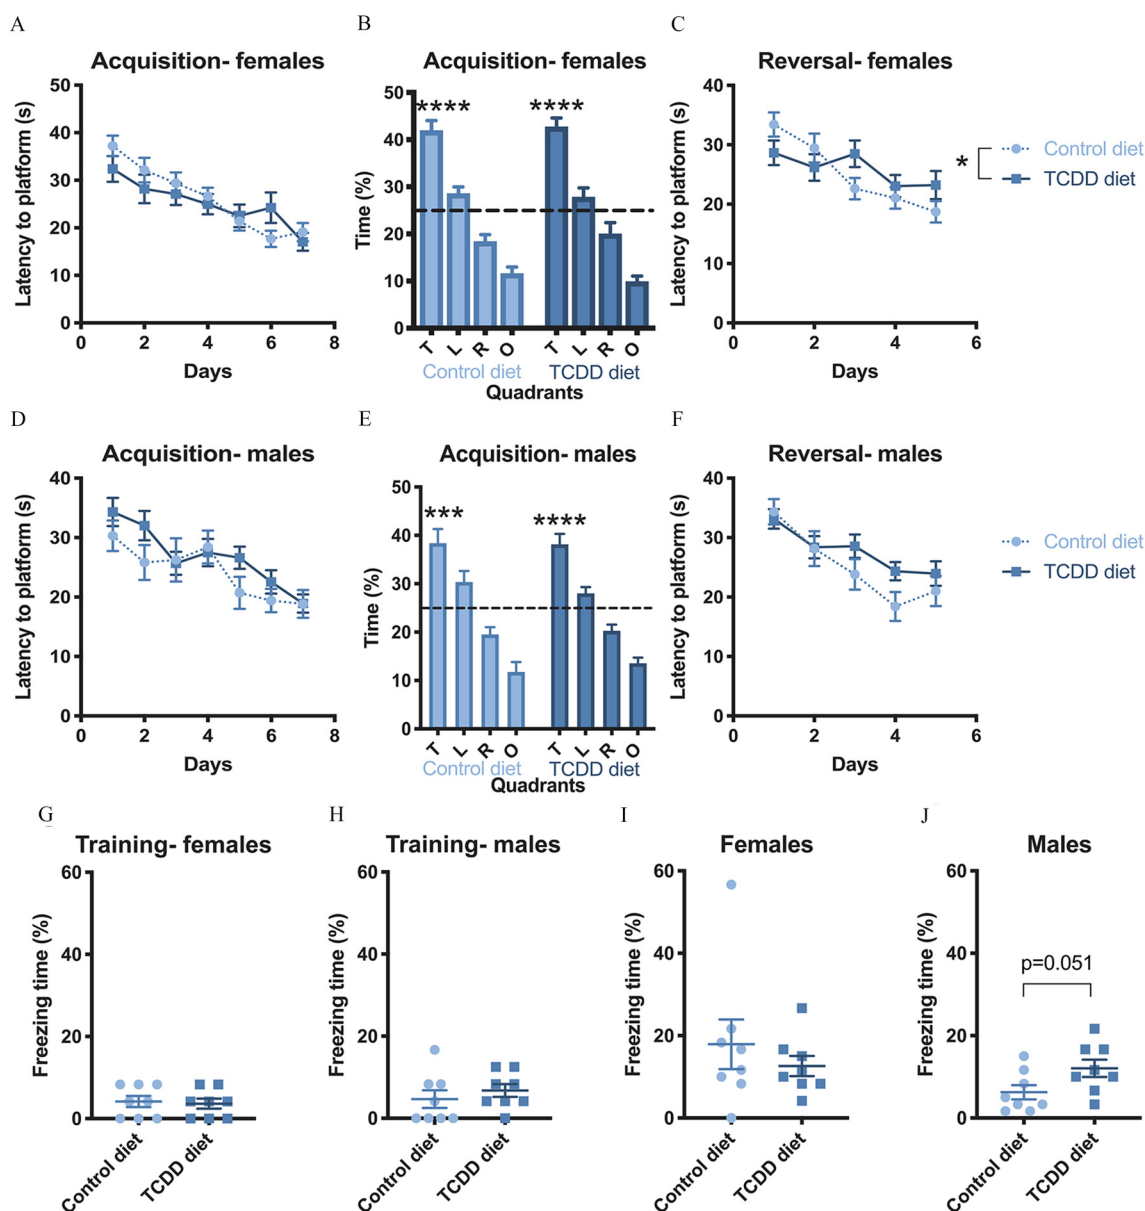 A
B
C
Acquisition- females
Acquisition- females
Reversal- females
Latency to platform (s)
50
40
30
20
10
0
0
2
4
6
8
Days
Time (%)
50
40
30
20
10
0
****
****
T
L
R
O
T
L
R
O
Control diet
TCDD diet
Quadrants
Latency to platform (s)
40
30
20
10
0
0
2
4
6
Days
*
Control diet
TCDD diet
D
E
F
Acquisition- males
Acquisition- males
Reversal- males
Latency to platform (s)
40
30
20
10
0
0
2
4
6
8
Days
Time (%)
50
40
30
20
10
0
***
****
T
L
R
O
T
L
R
O
Control diet
TCDD diet
Quadrants
Latency to platform (s)
40
30
20
10
0
0
2
4
6
Days
Control diet
TCDD diet
G
H
I
J
Training- females
Training- males
Females
Males
Freezing time (%)
60
40
20
0
Control diet
TCDD diet
Freezing time (%)
60
40
20
0
Control diet
TCDD diet
Freezing time (%)
60
40
20
0
Control diet
TCDD diet
Freezing time (%)
60
40
20
0
p=0.051
Control diet
TCDD diet